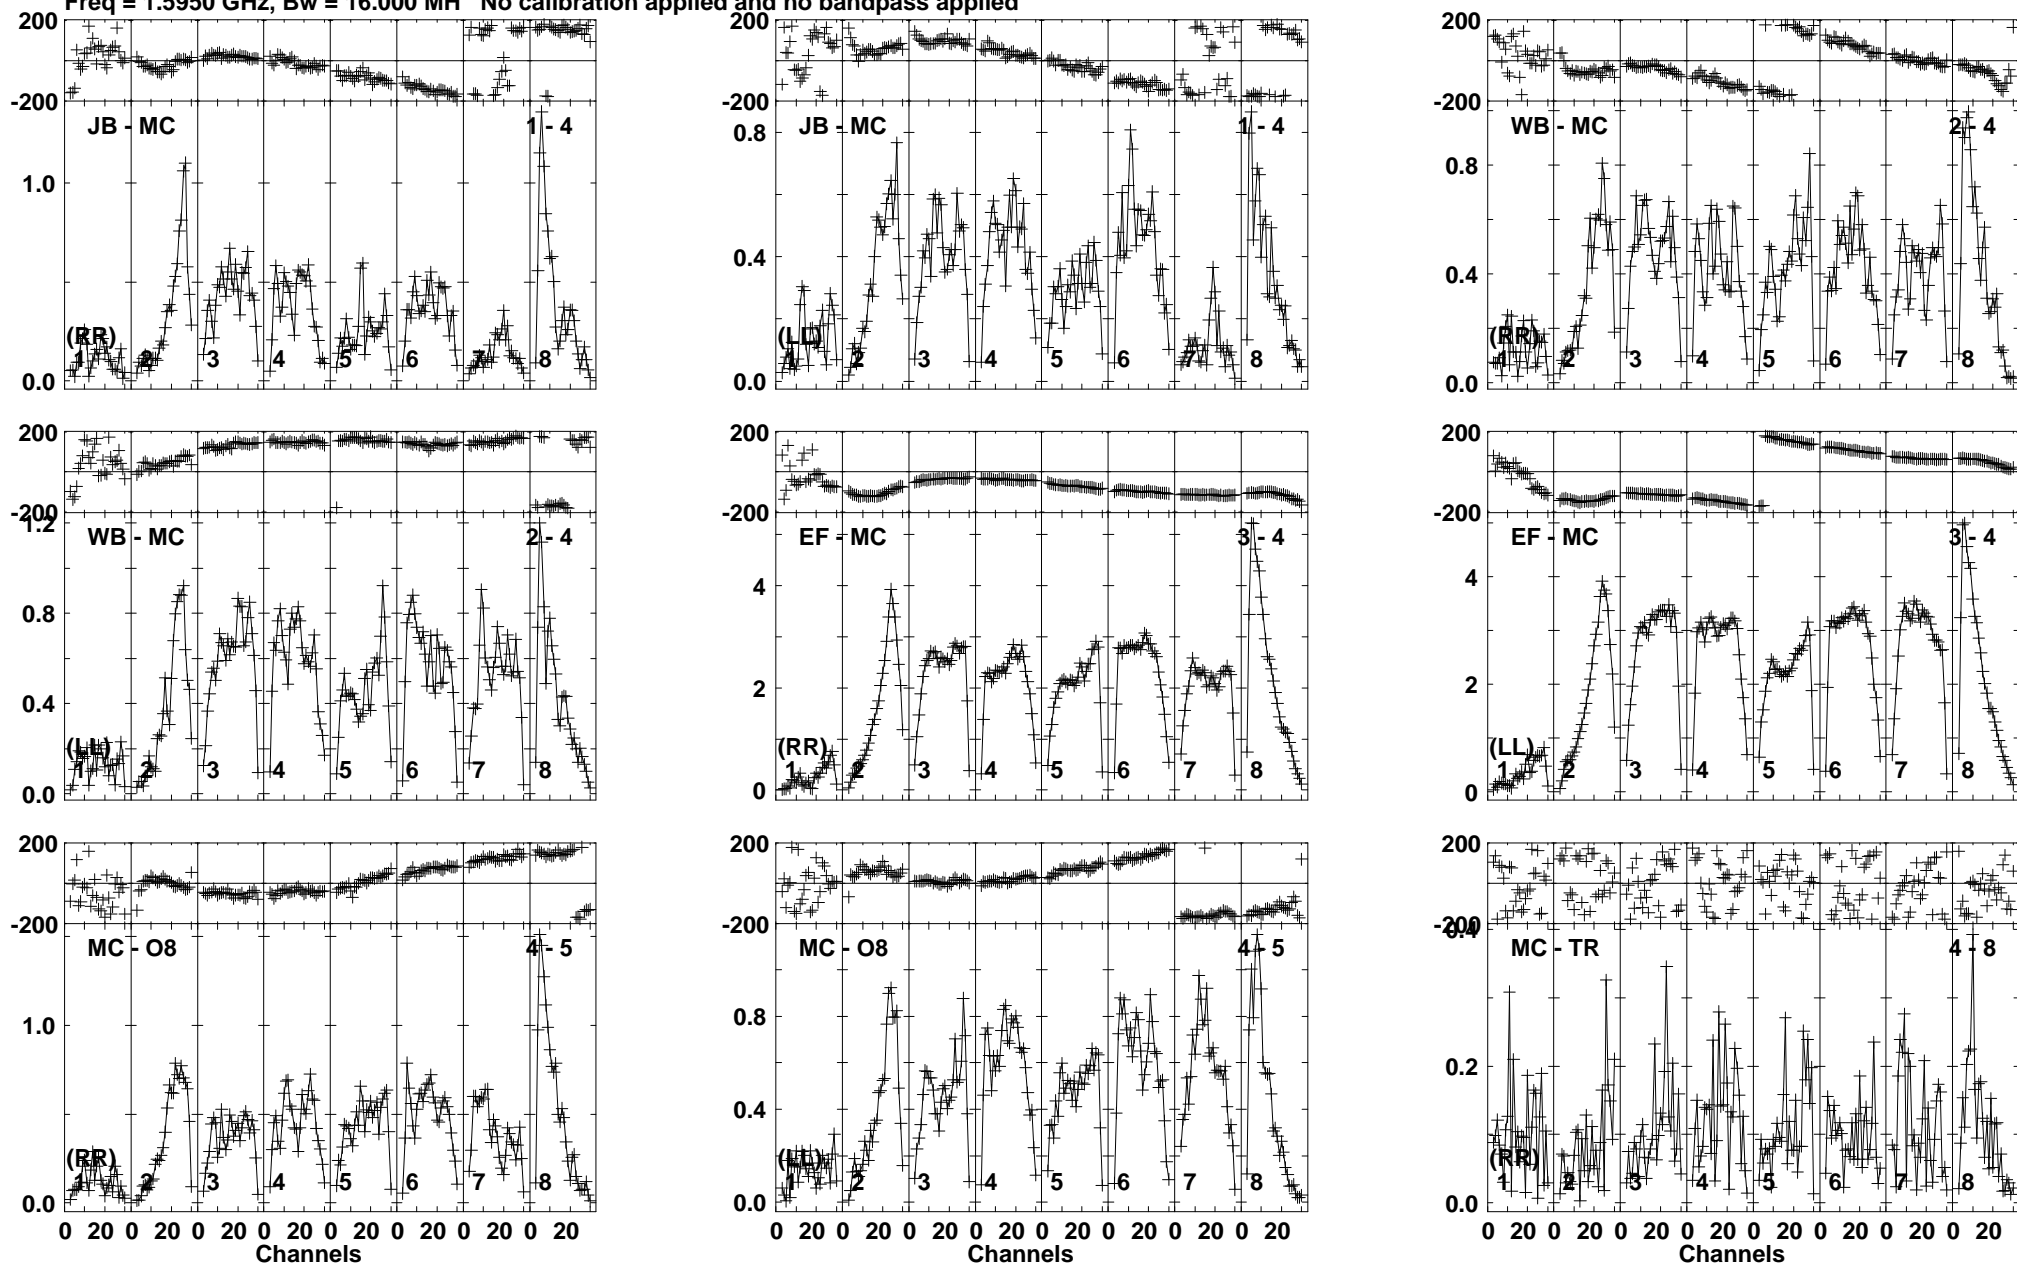 Freq = 1.5950 GHz, Bw = 16.000 MH No calibration applied and no bandpass applied
200 200 200
-200 -200 -200
JB - MC 1 - 4 JB - MC 1 - 4 WB - MC 2 - 4
1.0 0.8 0.8
0.4 0.4
(RR) (LL) (RR)
1 2 3 4 5 6 7 8 1 2 3 4 5 6 7 8 1 2 3 4 5 6 7 8
0.0 0.0 0.0
200 200 200
-200 -200 -200
1.2
WB - MC 2 - 4 EF - MC 3 - 4 EF - MC 3 - 4
0.8 4 4
0.4 2 2
(LL) (RR) (LL)
1 2 3 4 5 6 7 8 1 2 3 4 5 6 7 8 1 2 3 4 5 6 7 8
0.0 0 0
200 200 200
-200 -200 -200
0.4
MC - O8 4 - 5 MC - O8 4 - 5 MC - TR 4 - 8
1.0 0.8 0.2
0.4
(RR) (LL) (RR)
1 2 3 4 5 6 7 8 1 2 3 4 5 6 7 8 1 2 3 4 5 6 7 8
0.0 0.0 0.0
0 20 0 20 0 20 0 20 0 20 0 20 0 20 0 20 0 20 0 20 0 20 0 20 0 20 0 20 0 20 0 20 0 20 0 20 0 20 0 20 0 20 0 20 0 20 0 20
Channels Channels Channels